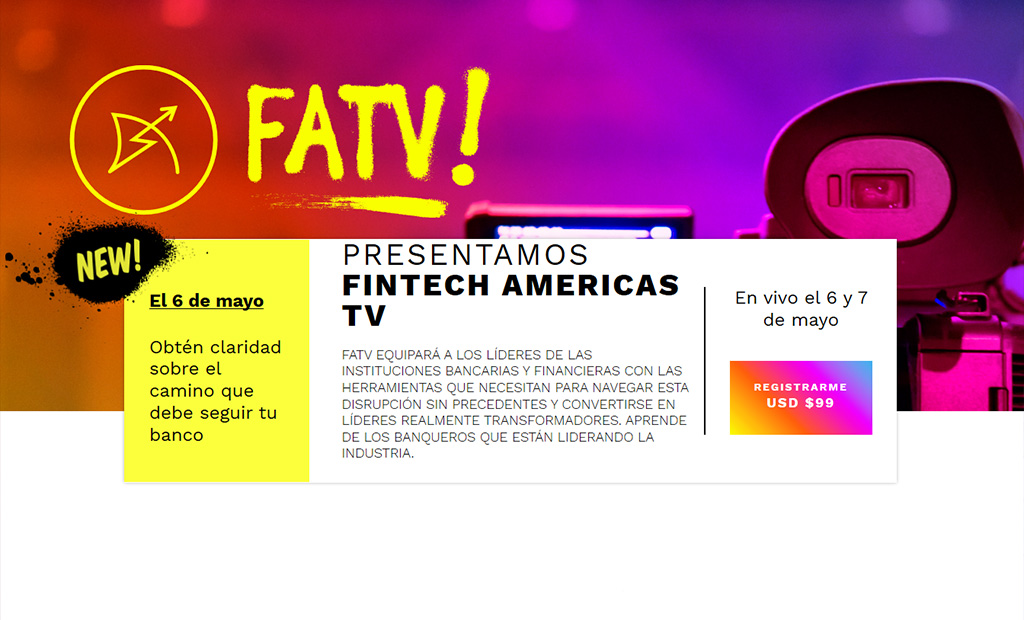 FATV!
NEW!
El 6 de mayo
Obtén claridad
sobre el
camino que
debe seguir tu
banco
PRESENTAMOS
FINTECH AMERICAS
TV
FATV EQUIPARÁ A LOS LÍDERES DE LAS
INSTITUCIONES BANCARIAS Y FINANCIERAS CON LAS
HERRAMIENTAS QUE NECESITAN PARA NAVEGAR ESTA
DISRUPCIÓN SIN PRECEDENTES Y CONVERTIRSE EN
LÍDERES REALMENTE TRANSFORMADORES. APRENDE
DE LOS BANQUEROS QUE ESTÁN LIDERANDO LA
INDUSTRIA.
En vivo el 6 y 7
de mayo
REGISTRARME
USD $99